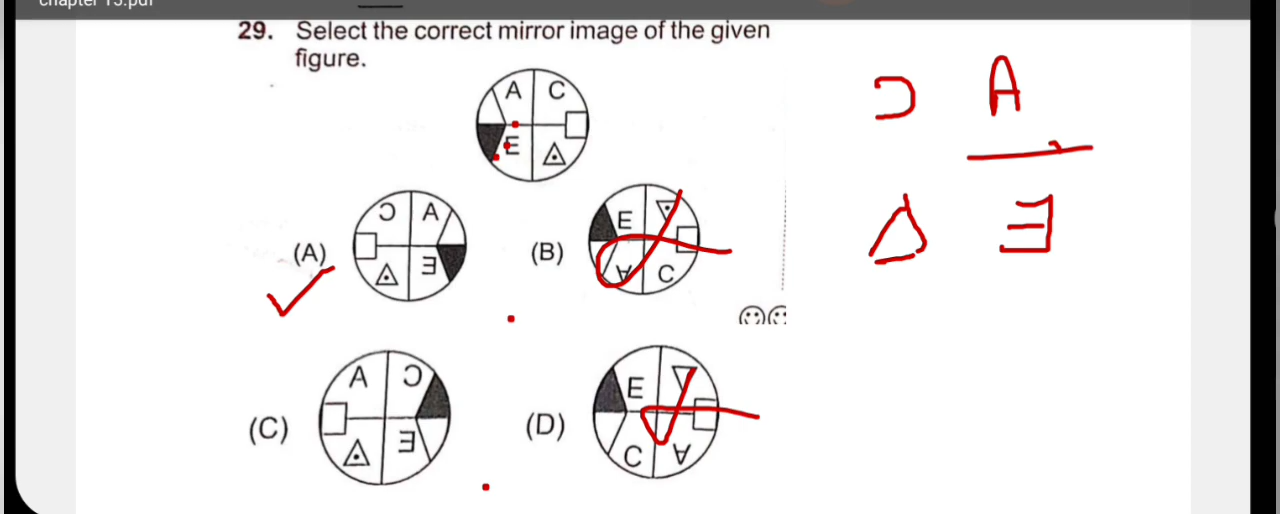 chapter 15.pdf
29. Select the correct mirror image of the given
figure.
A C
E
Ɔ A
(A)
Ǝ
(B)
E
∀ C
A Ɔ
(C)
Ǝ
(D)
E
C ∀
Ɔ A
Ǝ